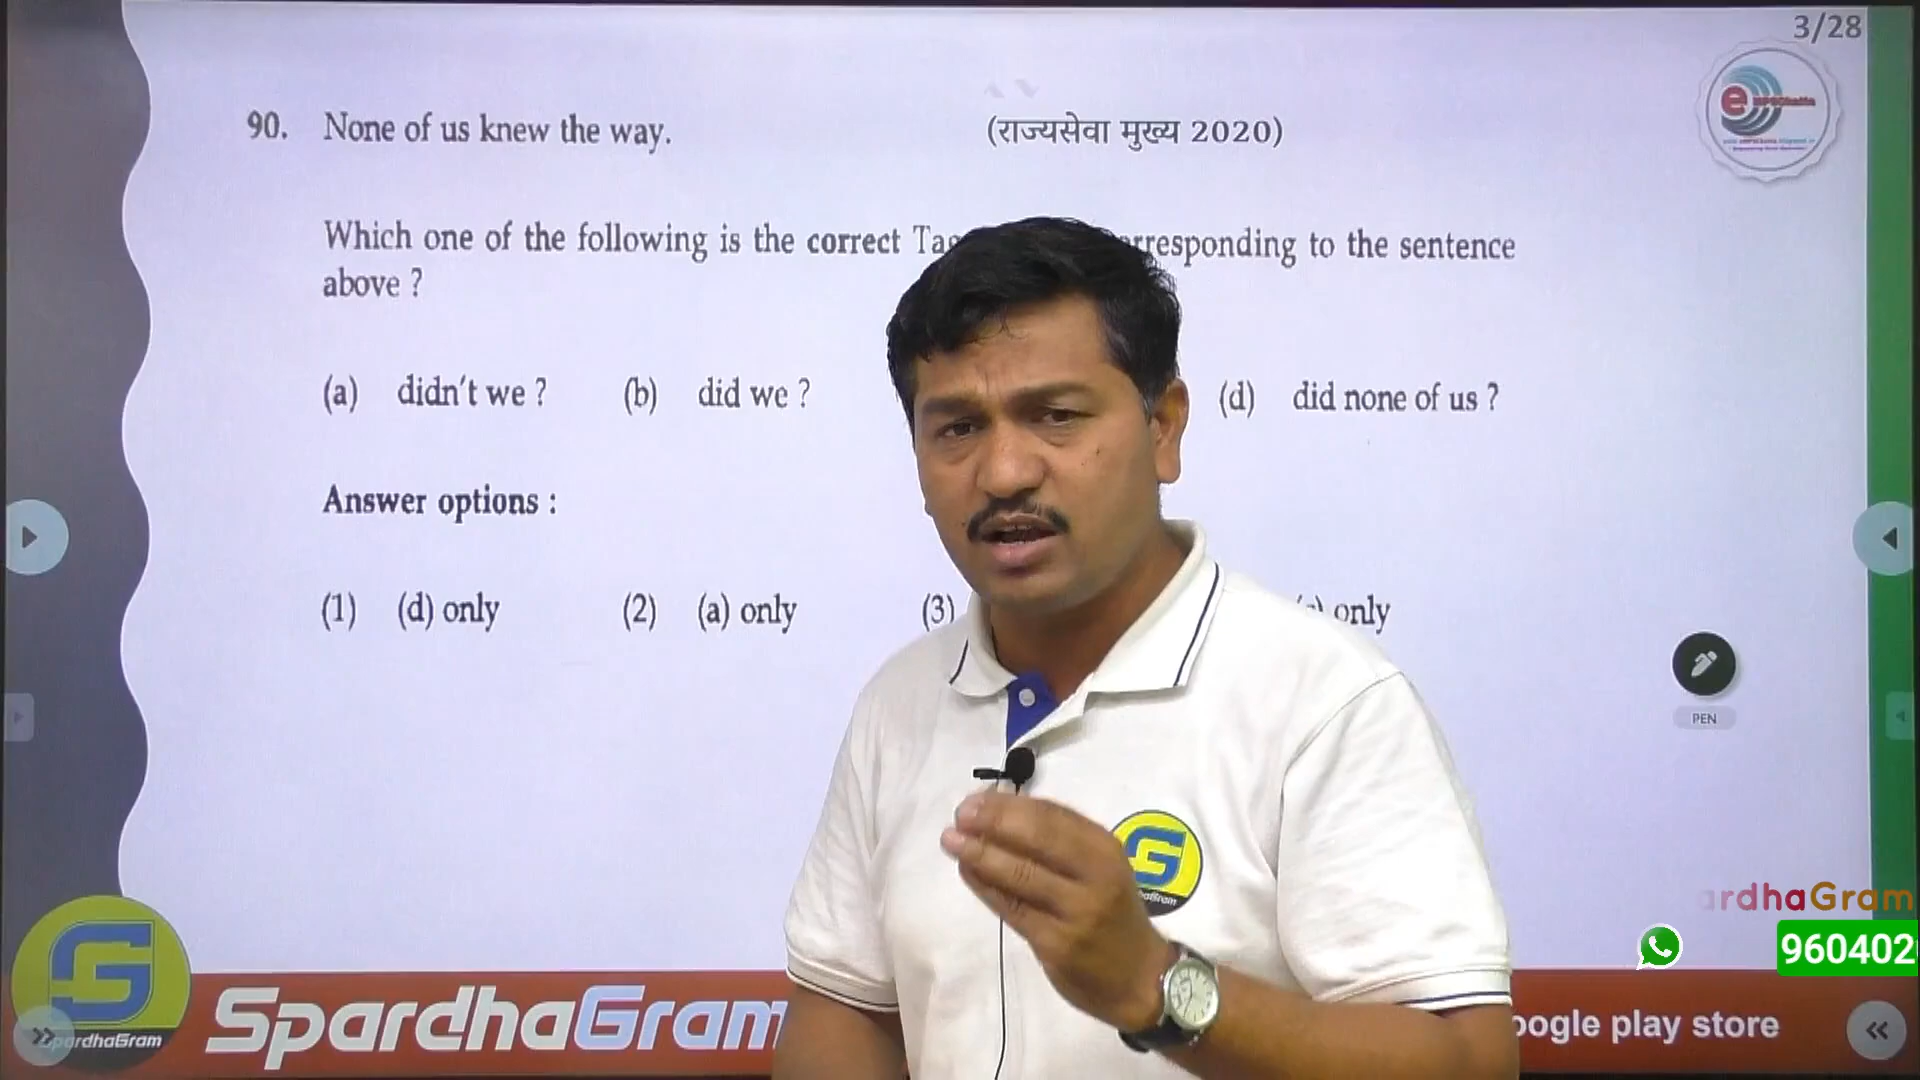 3/28
90. None of us knew the way. (राज्यसेवा मुख्य 2020)
Which one of the following is the correct responding to the sentence
above ?
(a) didn't we ? (b) did we ? (d) did none of us ?
Answer options :
(1) (d) only (2) (a) only (3) only
PEN
ardhaGram
960402
SpardhaGram
SpardhaGram
oogle play store